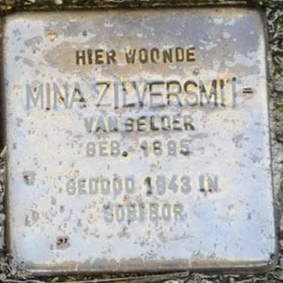 HIER WOONDE
MINA ZILVERSMIT=
VAN GELDER
GEB. 1895
GEDOOD 1943 IN
SOBIBOR